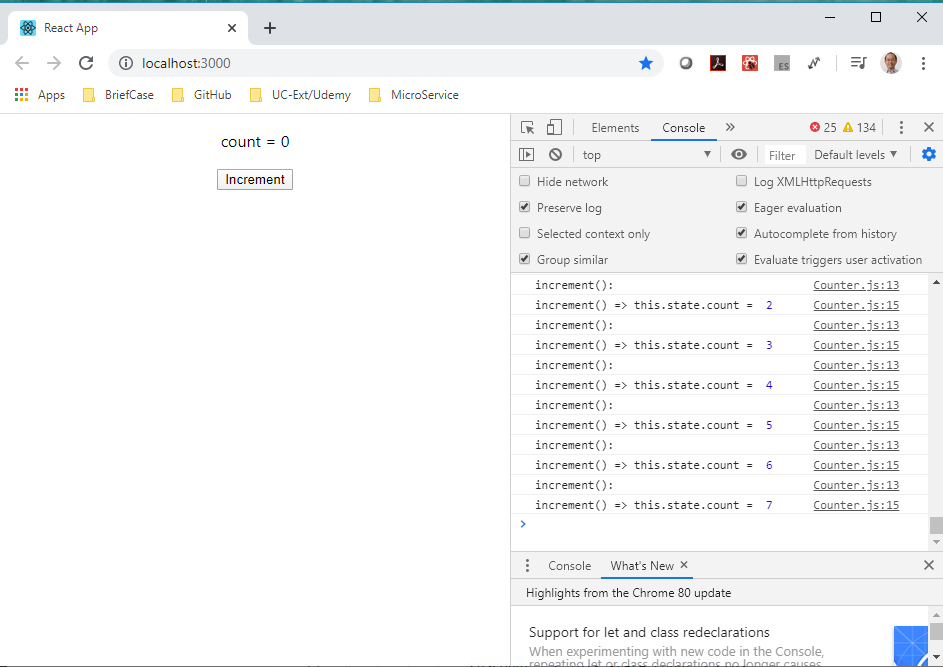 React App
localhost:3000
ES
Apps BriefCase GitHub UC-Ext/Udemy MicroService
count = 0
Increment
Elements Console » 25 134
top Filter Default levels
Hide network Log XMLHttpRequests
Preserve log Eager evaluation
Selected context only Autocomplete from history
Group similar Evaluate triggers user activation
increment(): Counter.js:13
increment() => this.state.count = 2 Counter.js:15
increment(): Counter.js:13
increment() => this.state.count = 3 Counter.js:15
increment(): Counter.js:13
increment() => this.state.count = 4 Counter.js:15
increment(): Counter.js:13
increment() => this.state.count = 5 Counter.js:15
increment(): Counter.js:13
increment() => this.state.count = 6 Counter.js:15
increment(): Counter.js:13
increment() => this.state.count = 7 Counter.js:15
>
Console What's New
Highlights from the Chrome 80 update
Support for let and class redeclarations
When experimenting with new code in the Console,
repeating let or class declarations no longer causes